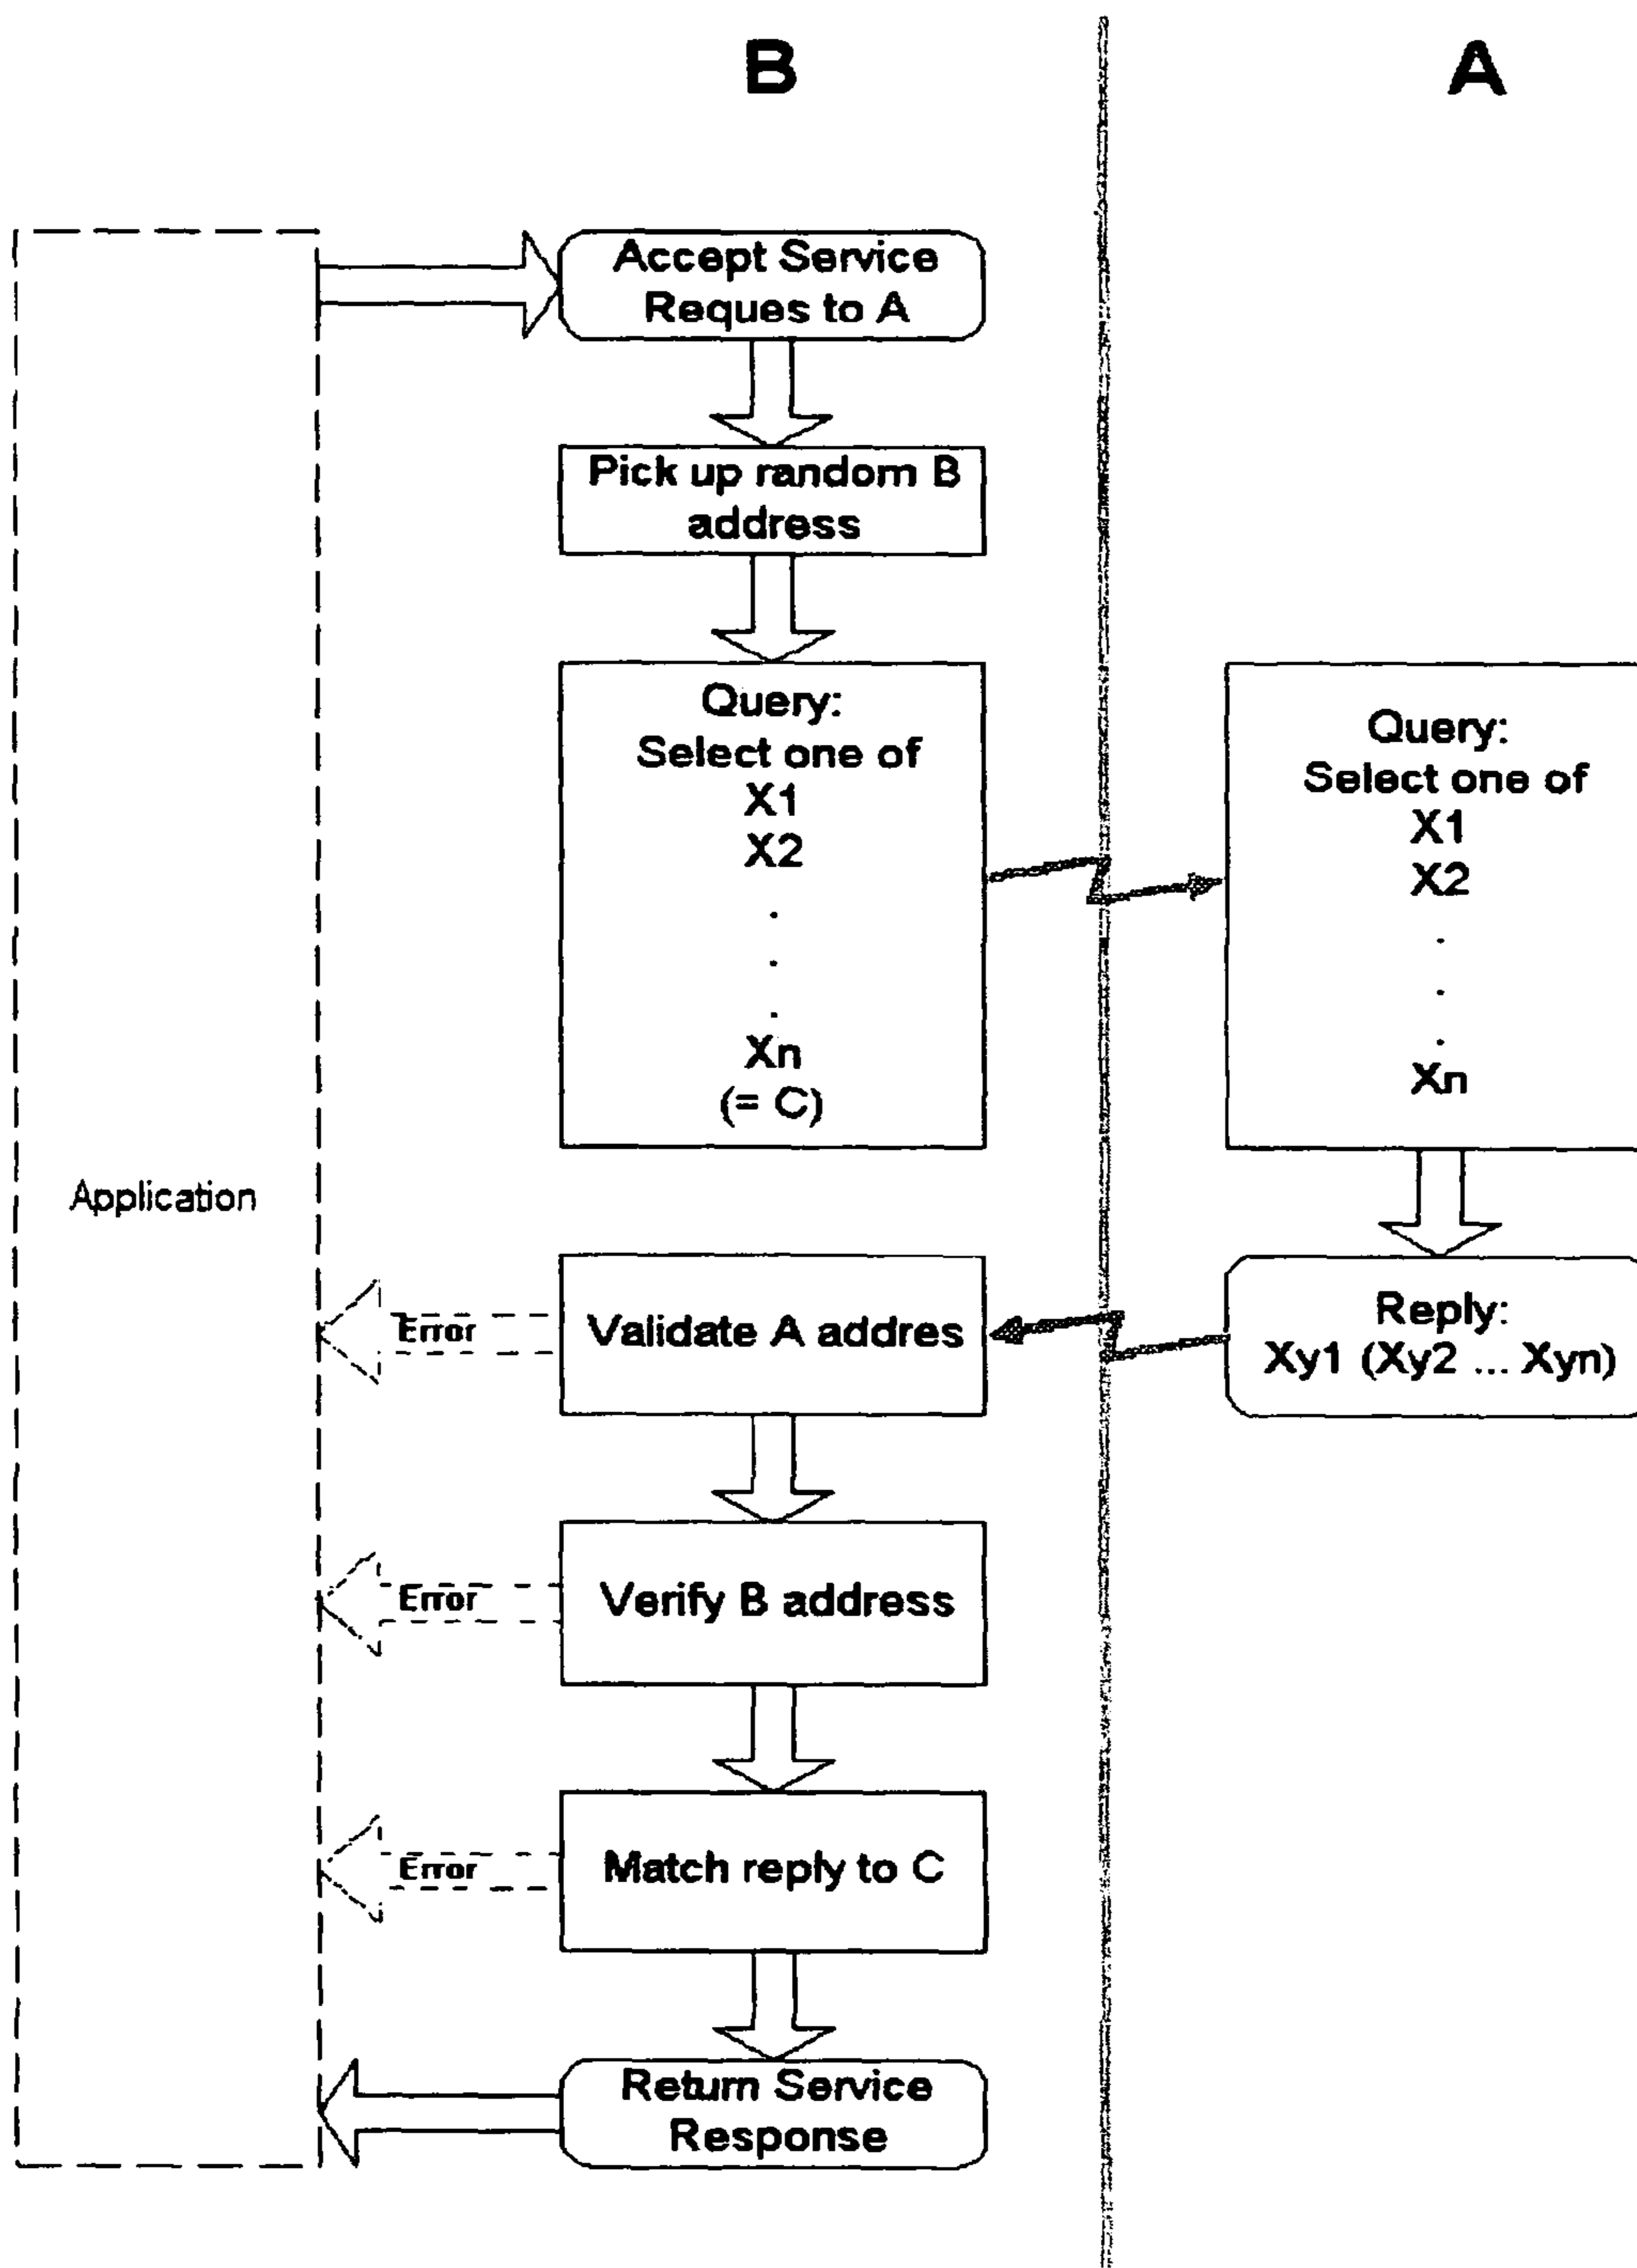 B
A
Accept Service
Reques to A
Pick up random B
address
Query:
Select one of
X1
X2
.
.
.
Xn
(= C)
Query:
Select one of
X1
X2
.
.
.
Xn
Application
Error
Validate A addres
Reply:
Xy1 (Xy2 ... Xyn)
Error
Verify B address
Error
Match reply to C
Return Service
Response